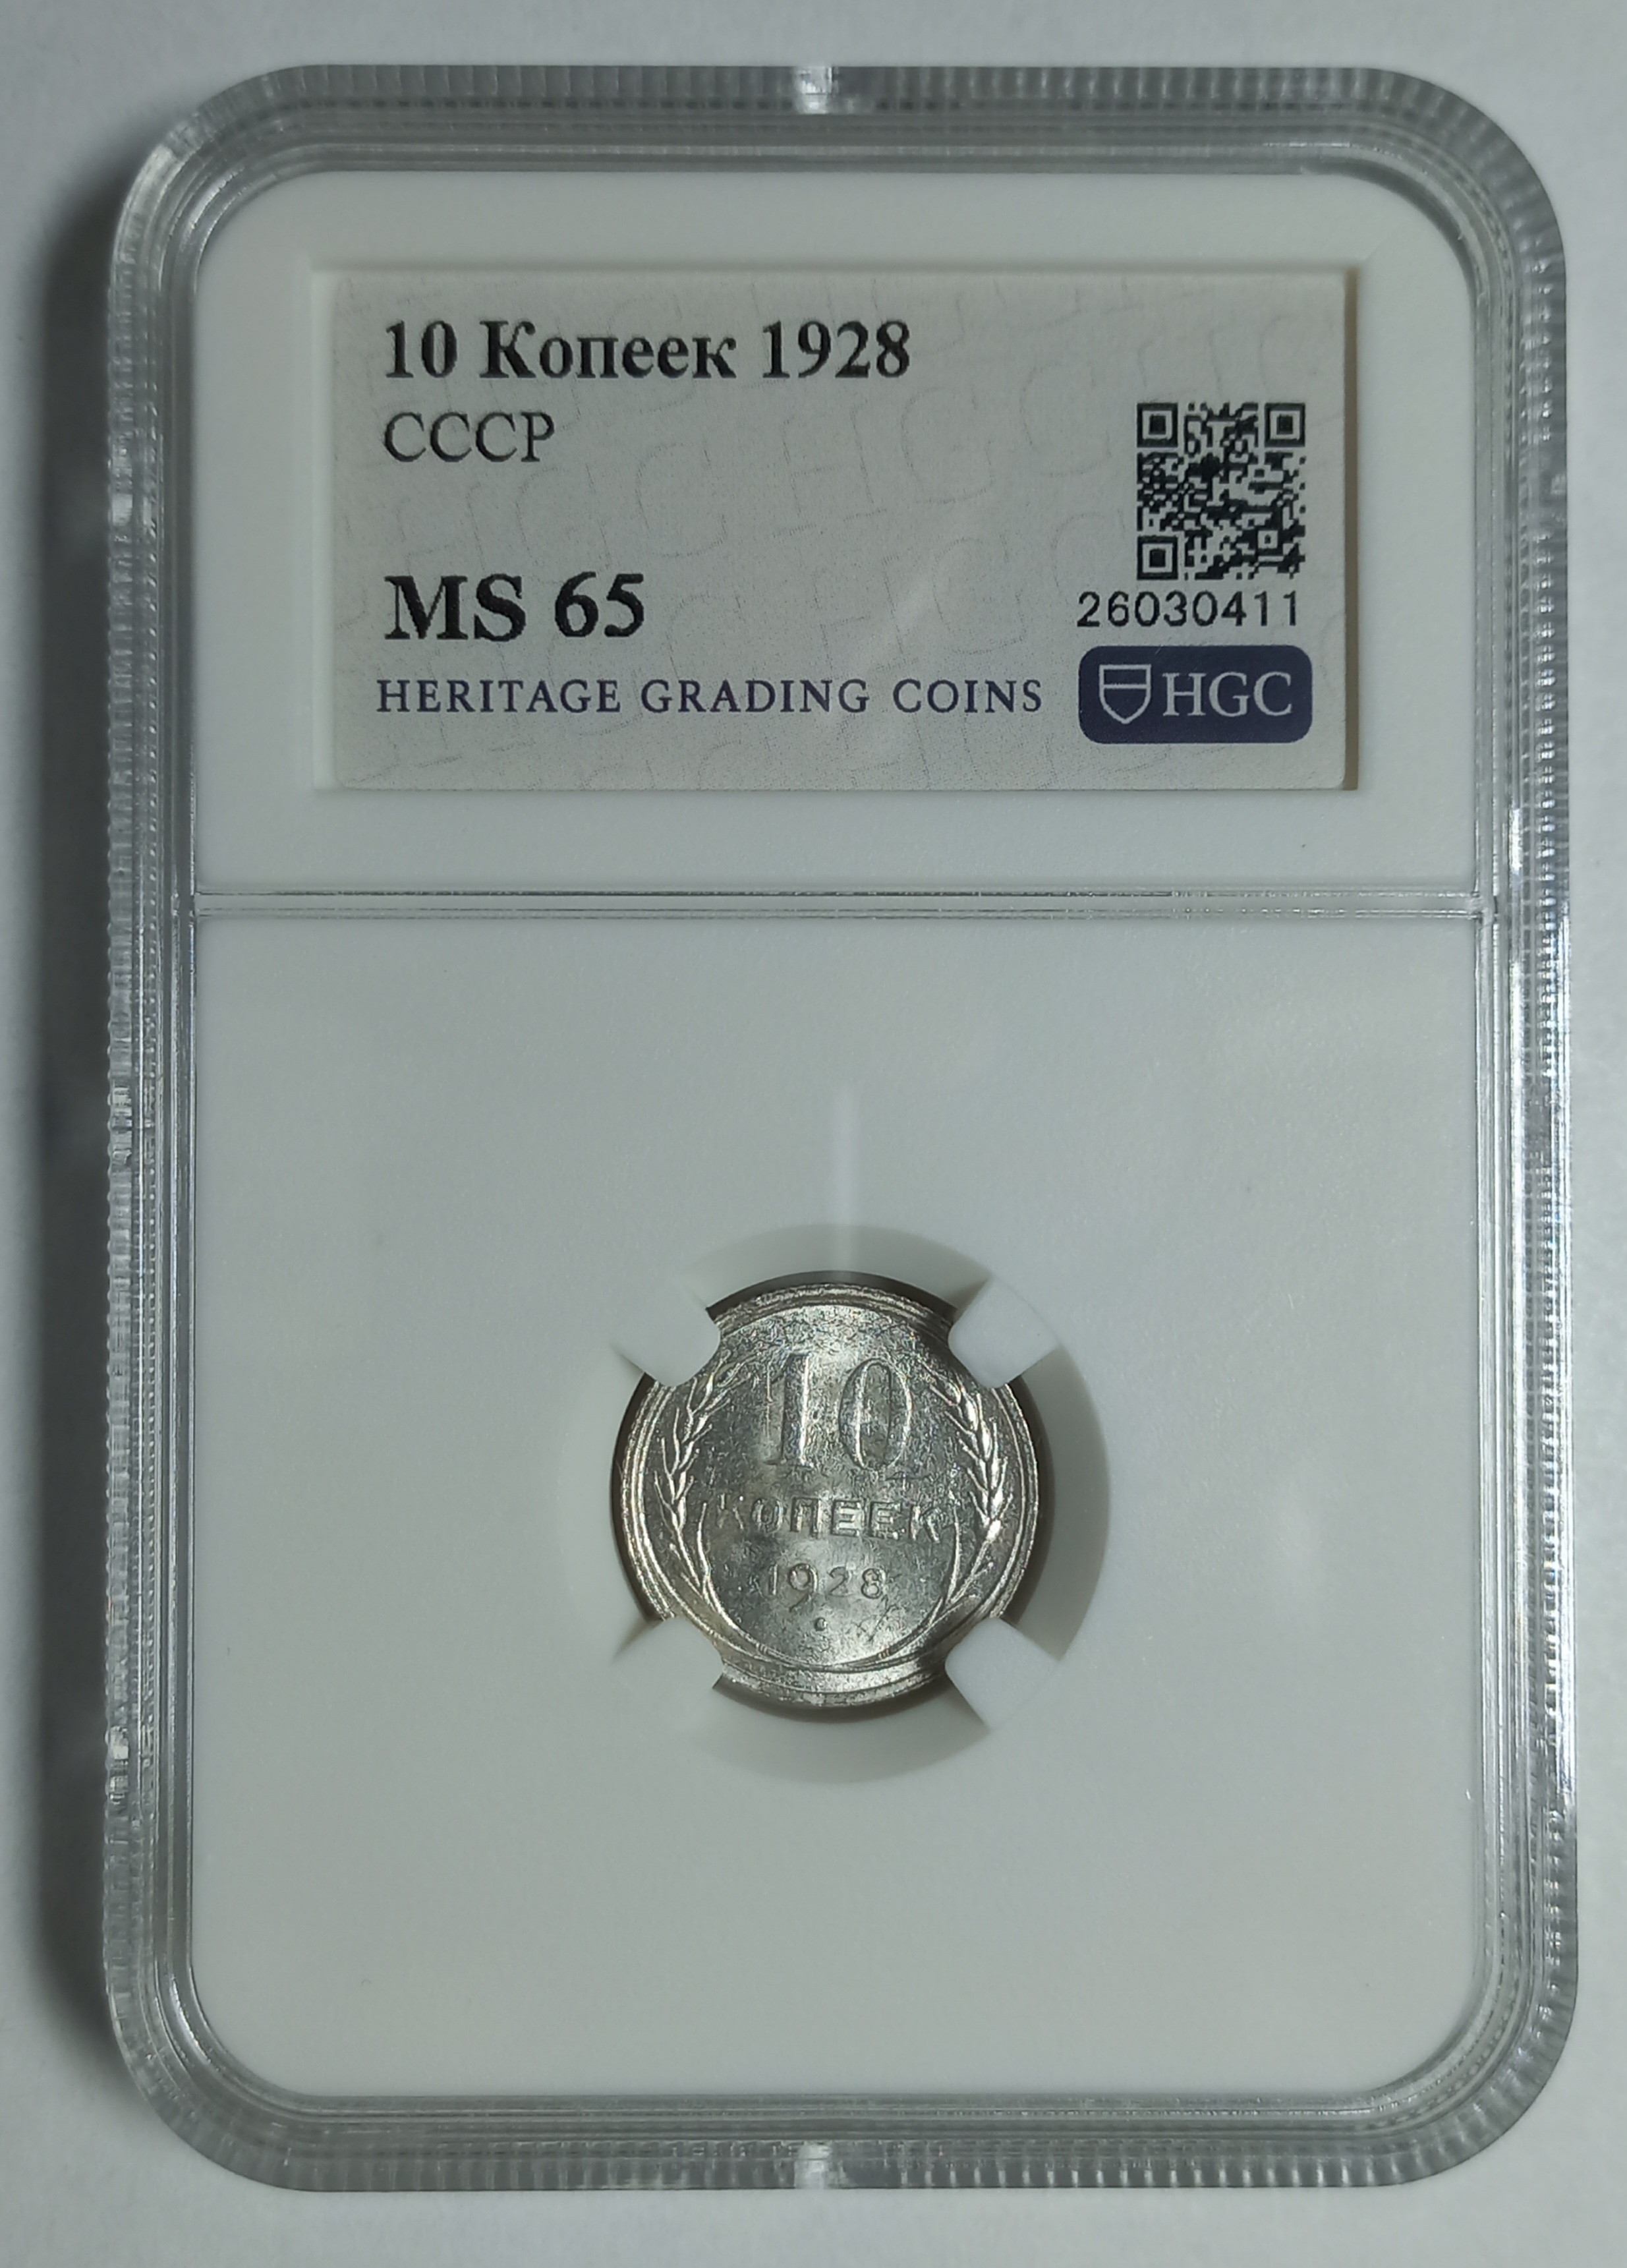 10 Копеек 1928
СССР
MS 65
26030411
HERITAGE GRADING COINS
HGC
10
КОПЕЕК
1928